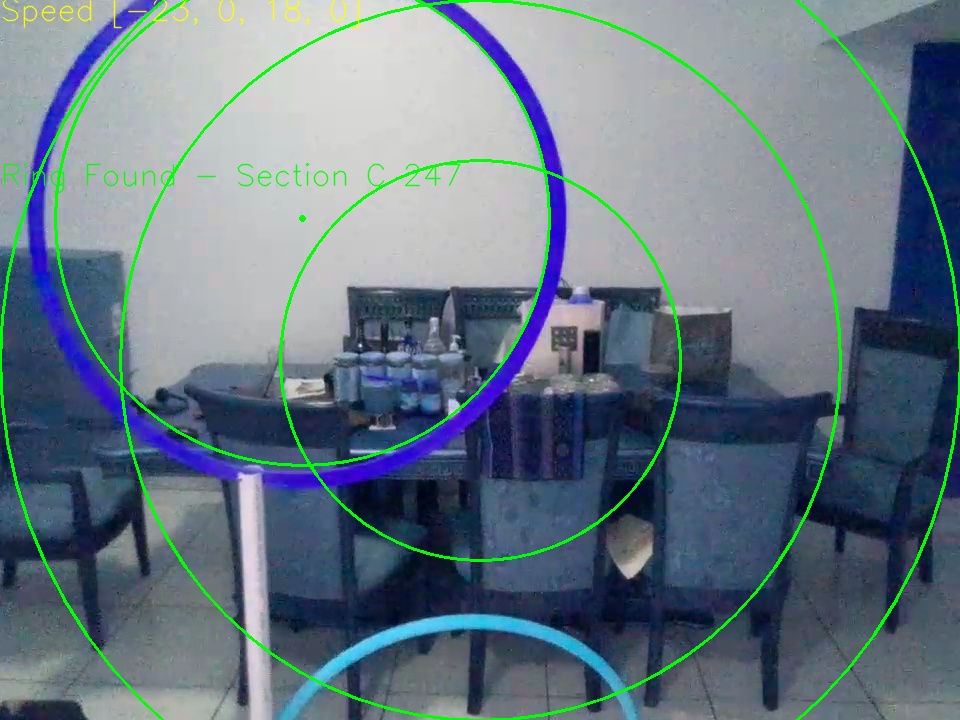 Speed [-23, 0, 18, 0]
Ring Found - Section C 247